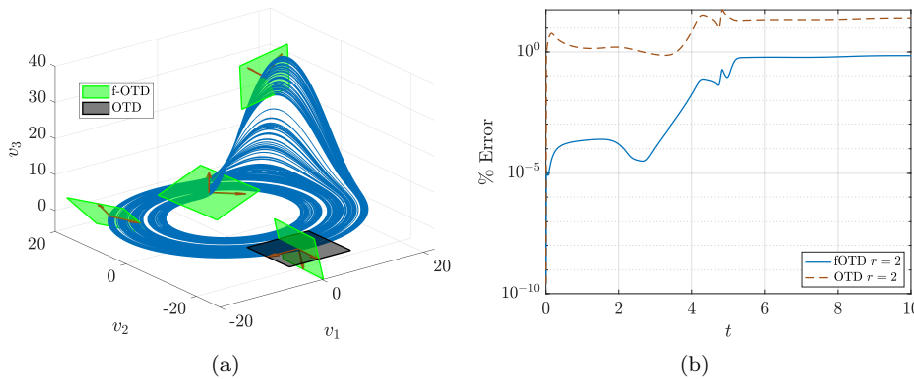 40
30
20
10
0
v₃
f-OTD
OTD
20
0
-20
v₂
-20
0
20
v₁
(a)
10⁰
10⁻⁵
10⁻¹⁰
% Error
fOTD r = 2
OTD r = 2
0
2
4
6
8
10
t
(b)